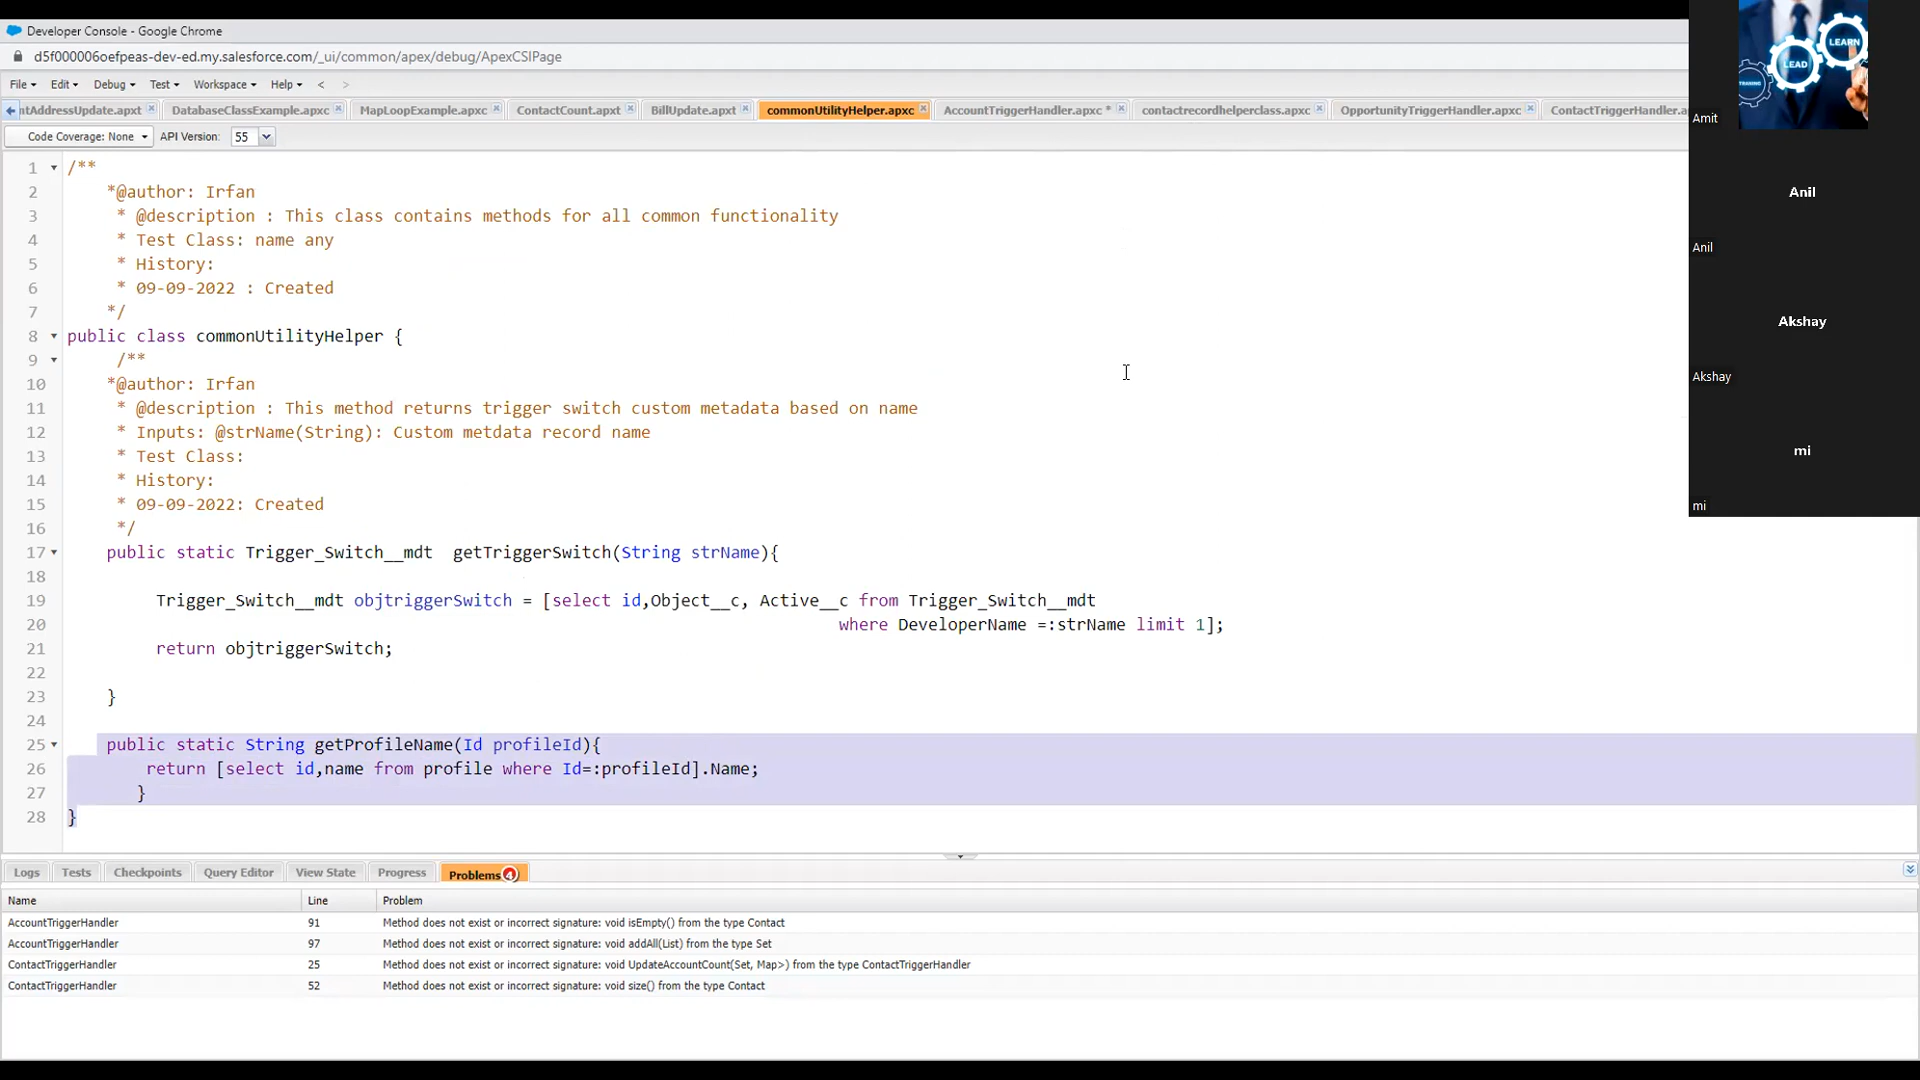 Developer Console - Google Chrome
d5f000006oefpeas-dev-ed.my.salesforce.com/_ui/common/apex/debug/ApexCSIPage
File Edit Debug Test Workspace Help < >
ntAddressUpdate.apxt DatabaseClassExample.apxc MapLoopExample.apxc ContactCount.apxt BillUpdate.apxt commonUtilityHelper.apxc AccountTriggerHandler.apxc * contactrecordhelperclass.apxc OpportunityTriggerHandler.apxc ContactTriggerHandler.a
Code Coverage: None API Version: 55
1 /**
2 *@author: Irfan
3 * @description : This class contains methods for all common functionality
4 * Test Class: name any
5 * History:
6 * 09-09-2022 : Created
7 */
8 public class commonUtilityHelper {
9 /**
10 *@author: Irfan
11 * @description : This method returns trigger switch custom metadata based on name
12 * Inputs: @strName(String): Custom metdata record name
13 * Test Class:
14 * History:
15 * 09-09-2022: Created
16 */
17 public static Trigger_Switch__mdt getTriggerSwitch(String strName){
18
19 Trigger_Switch__mdt objtriggerSwitch = [select id,Object__c, Active__c from Trigger_Switch__mdt
20 where DeveloperName =:strName limit 1];
21 return objtriggerSwitch;
22
23 }
24
25 public static String getProfileName(Id profileId){
26 return [select id,name from profile where Id=:profileId].Name;
27 }
28 }
Logs Tests Checkpoints Query Editor View State Progress Problems 4
Name Line Problem
AccountTriggerHandler 91 Method does not exist or incorrect signature: void isEmpty() from the type Contact
AccountTriggerHandler 97 Method does not exist or incorrect signature: void addAll(List) from the type Set
ContactTriggerHandler 25 Method does not exist or incorrect signature: void UpdateAccountCount(Set, Map>) from the type ContactTriggerHandler
ContactTriggerHandler 52 Method does not exist or incorrect signature: void size() from the type Contact
LEARN
LEAD
TRAINING
Amit
Anil
Anil
Akshay
Akshay
mi
mi